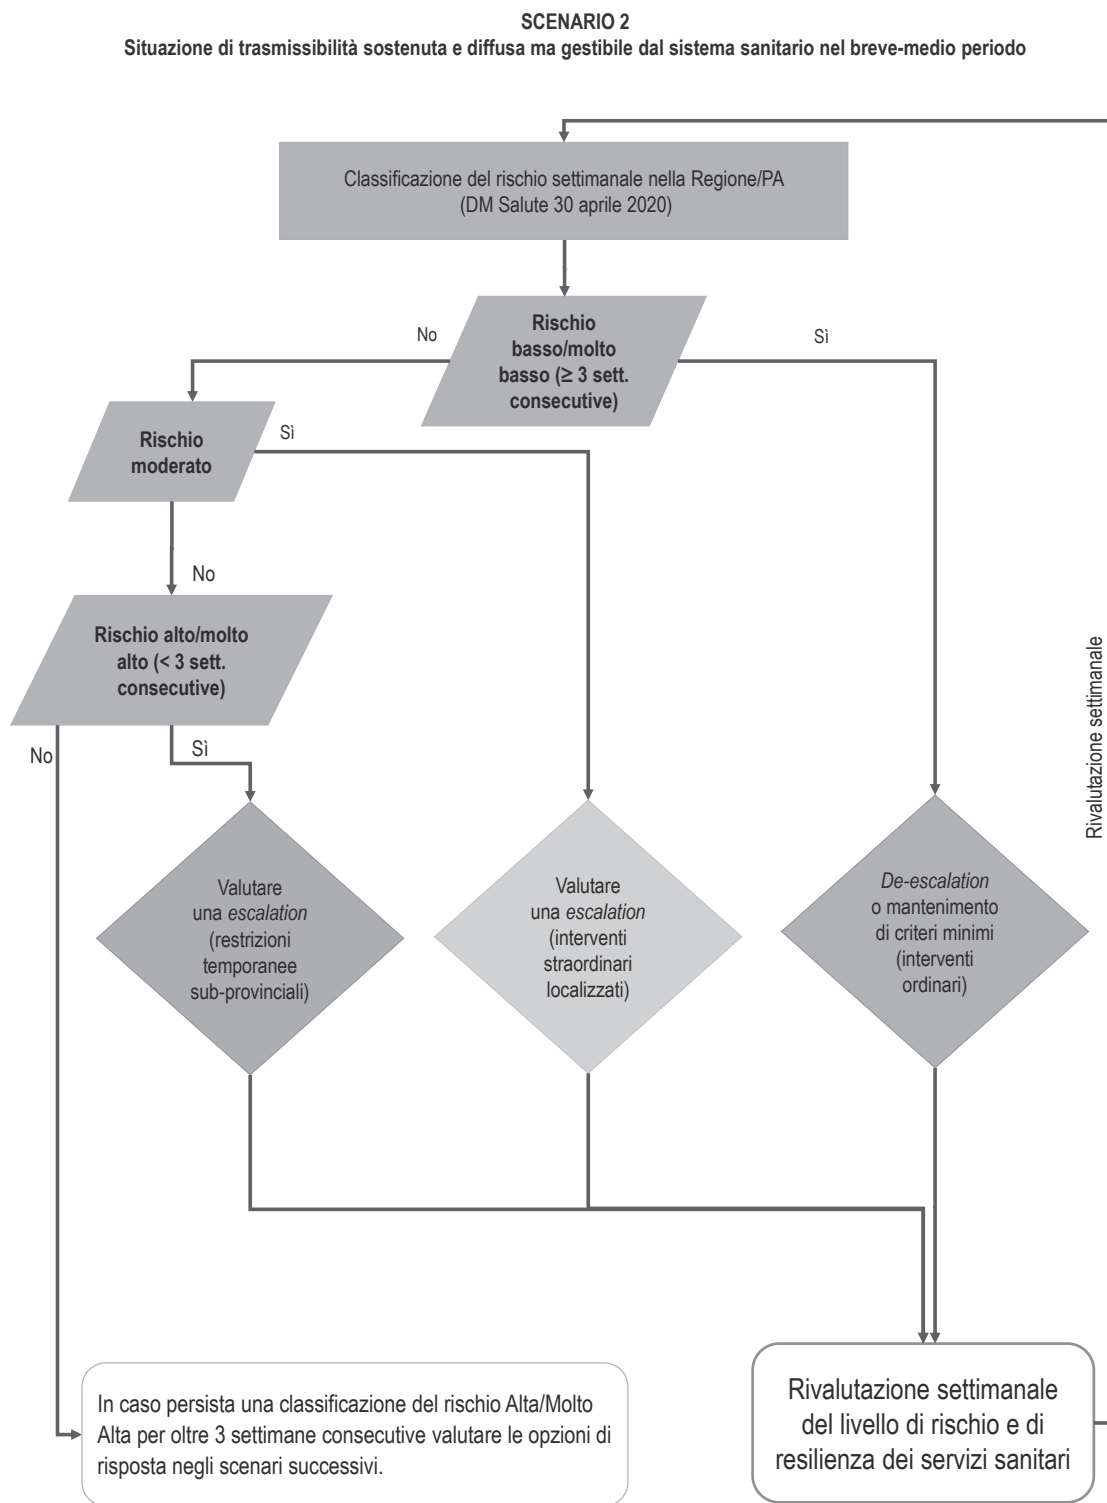 SCENARIO 2
Situazione di trasmissibilità sostenuta e diffusa ma gestibile dal sistema sanitario nel breve-medio periodo
Classificazione del rischio settimanale nella Regione/PA
(DM Salute 30 aprile 2020)
Rischio
basso/molto
basso (≥ 3 sett.
consecutive)
No
Sì
Rischio
moderato
Sì
No
Rischio alto/molto
alto (< 3 sett.
consecutive)
No
Sì
Rivalutazione settimanale
Valutare
una escalation
(restrizioni
temporanee
sub-provinciali)
Valutare
una escalation
(interventi
straordinari
localizzati)
De-escalation
o mantenimento
di criteri minimi
(interventi
ordinari)
In caso persista una classificazione del rischio Alta/Molto
Alta per oltre 3 settimane consecutive valutare le opzioni di
risposta negli scenari successivi.
Rivalutazione settimanale
del livello di rischio e di
resilienza dei servizi sanitari